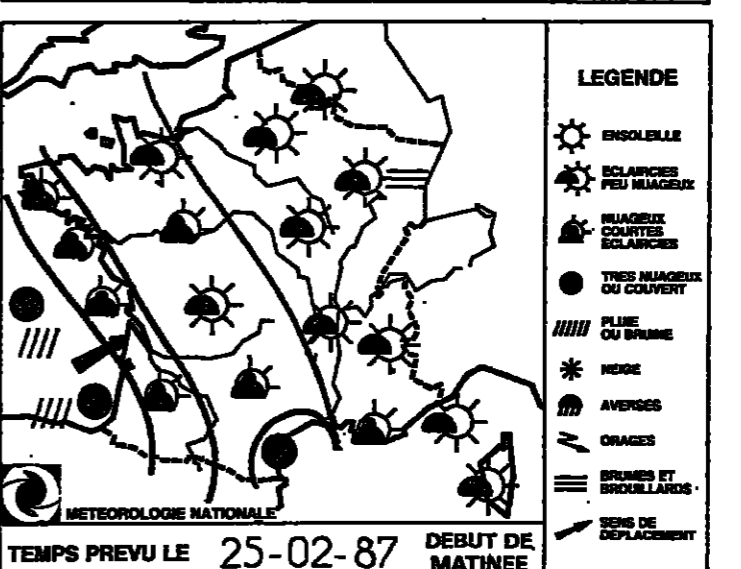 LEGENDE
ENSOLEILLE
ECLAIRCIES
PEU NUAGEUX
NUAGEUX
COURTES
ECLAIRCIES
TRES NUAGEUX
OU COUVERT
PLUIE
OU BRUINE
NEIGE
AVERSES
ORAGES
BRUMES ET
BROUILLARDS
SENS DE
DEPLACEMENT
METEOROLOGIE NATIONALE
TEMPS PREVU LE 25-02-87 DEBUT DE
MATINEE